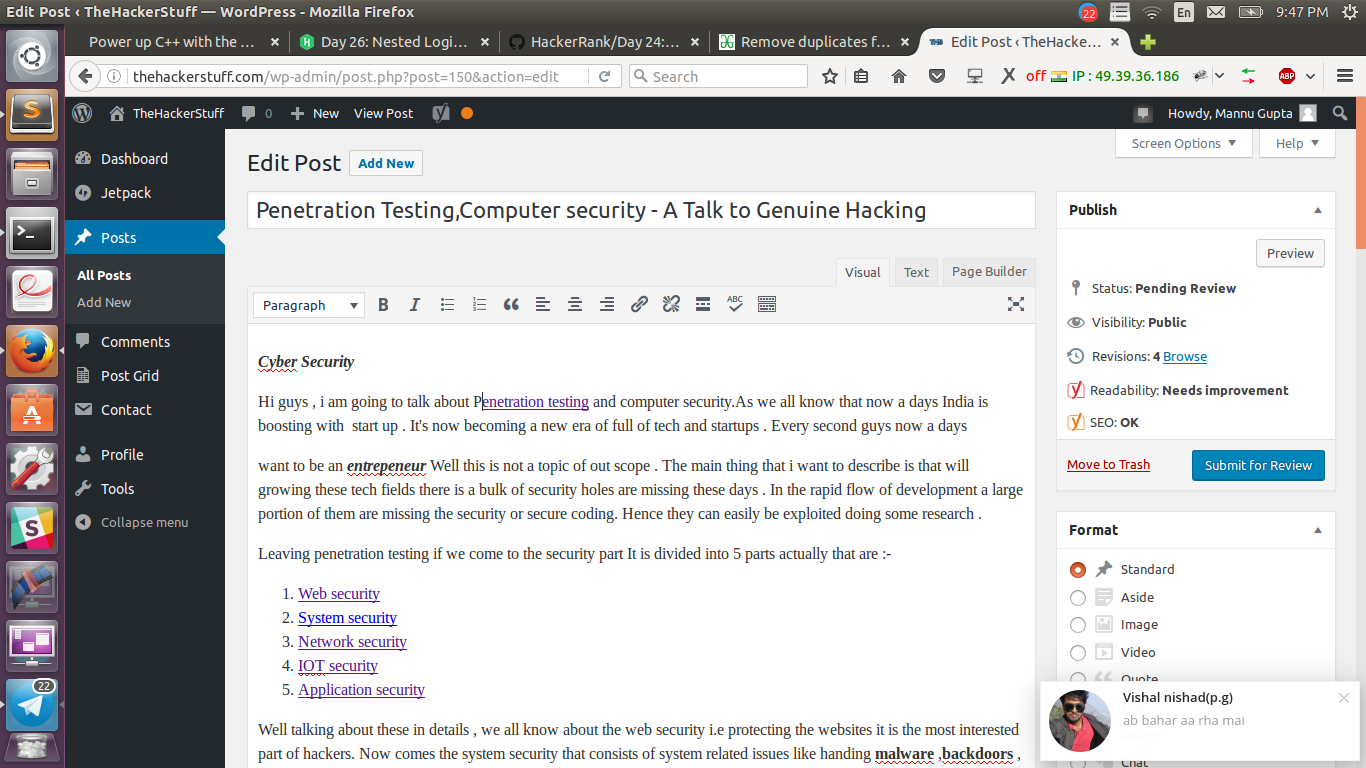 Edit Post ‹ TheHackerStuff — WordPress - Mozilla Firefox
22
En
9:47 PM
Power up C++ with the ...
Day 26: Nested Logi...
HackerRank/Day 24:...
Remove duplicates f...
Edit Post ‹ TheHacke...
thehackerstuff.com/wp-admin/post.php?post=150&action=edit
Search
off
IP : 49.39.36.186
ABP
TheHackerStuff
0
New
View Post
Howdy, Mannu Gupta
Dashboard
Jetpack
Posts
All Posts
Add New
Comments
Post Grid
Contact
Profile
Tools
Collapse menu
22
Screen Options
Help
Edit Post
Add New
Penetration Testing,Computer security - A Talk to Genuine Hacking
Visual
Text
Page Builder
Paragraph
B
I
ABC
Cyber Security
Hi guys , i am going to talk about Penetration testing and computer security.As we all know that now a days India is
boosting with  start up . It's now becoming a new era of full of tech and startups . Every second guys now a days
want to be an entrepeneur Well this is not a topic of out scope . The main thing that i want to describe is that will
growing these tech fields there is a bulk of security holes are missing these days . In the rapid flow of development a large
portion of them are missing the security or secure coding. Hence they can easily be exploited doing some research .
Leaving penetration testing if we come to the security part It is divided into 5 parts actually that are :-
1. Web security
2. System security
3. Network security
4. IOT security
5. Application security
Well talking about these in details , we all know about the web security i.e protecting the websites it is the most interested
part of hackers. Now comes the system security that consists of system related issues like handing malware ,backdoors ,
Publish
Preview
Status: Pending Review
Visibility: Public
Revisions: 4 Browse
Readability: Needs improvement
SEO: OK
Move to Trash
Submit for Review
Format
Standard
Aside
Image
Video
Quote
Chat
Vishal nishad(p.g)
ab bahar aa rha mai